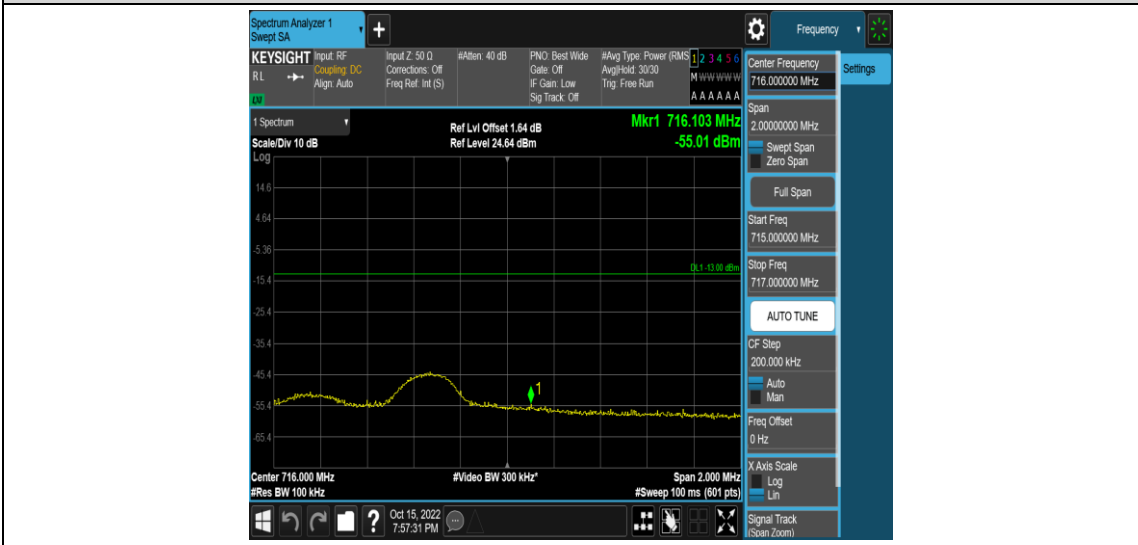 Spectrum Analyzer 1
Swept SA
+
Frequency
KEYSIGHT
Input: RF
Input Z: 50 Ω
#Atten: 40 dB
PNO: Best Wide
#Avg Type: Power (RMS
1 2 3 4 5 6
R L
Coupling: DC
Corrections: Off
Gate: Off
Avg|Hold: 30/30
M W W W W W
Align: Auto
Freq Ref: Int (S)
IF Gain: Low
Trig: Free Run
Sig Track: Off
A A A A A A
LXI
Center Frequency
716.000000 MHz
Settings
1 Spectrum
Ref Lvl Offset 1.64 dB
Mkr1 716.103 MHz
Scale/Div 10 dB
Ref Level 24.64 dBm
-55.01 dBm
Log
14.6
4.64
-5.36
DL1 -13.00 dBm
-15.4
-25.4
-35.4
-45.4
1
-55.4
-65.4
Center 716.000 MHz
#Video BW 300 kHz*
Span 2.000 MHz
#Res BW 100 kHz
#Sweep 100 ms (601 pts)
Span
2.00000000 MHz
Swept Span
Zero Span
Full Span
Start Freq
715.000000 MHz
Stop Freq
717.000000 MHz
AUTO TUNE
CF Step
200.000 kHz
Auto
Man
Freq Offset
0 Hz
X Axis Scale
Log
Lin
Signal Track
(Span Zoom)
?
Oct 15, 2022
7:57:31 PM